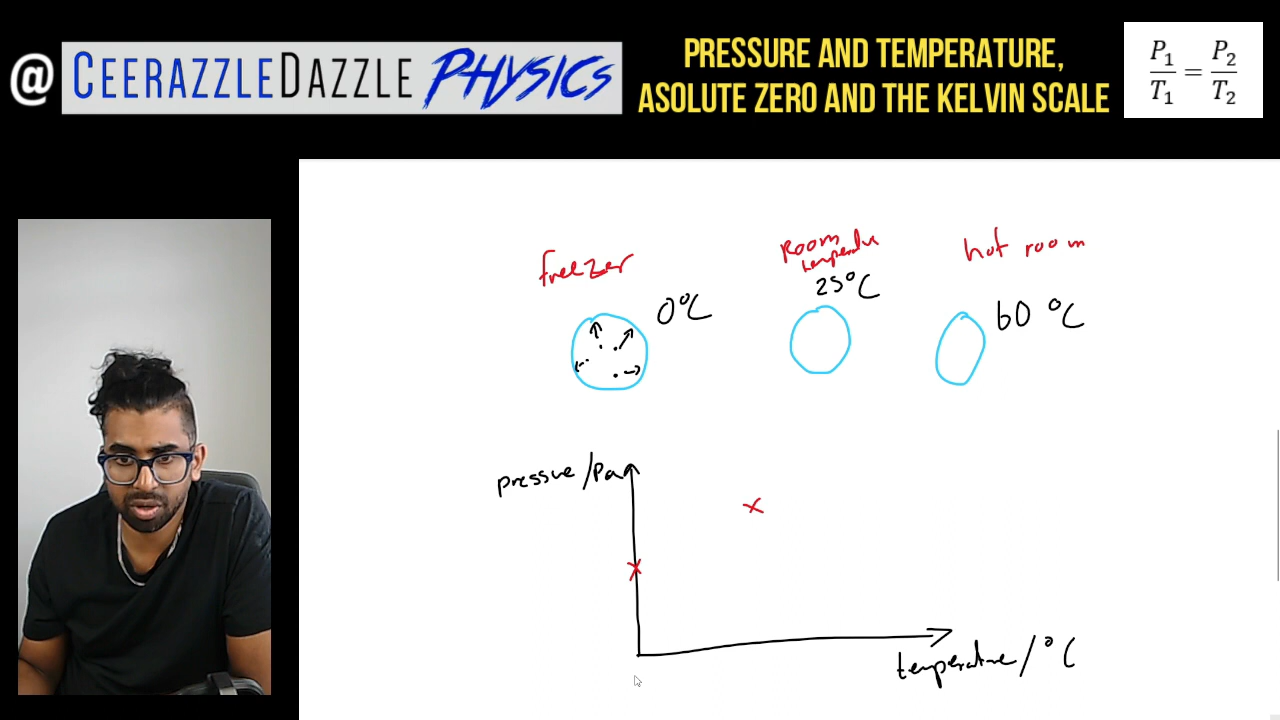 @ CEERAZZLEDAZZLE PHYSICS
PRESSURE AND TEMPERATURE,
ASOLUTE ZERO AND THE KELVIN SCALE
P₁/T₁ = P₂/T₂
freezer
0°C
Room
temperature
25°C
hot room
60 °C
pressure /Pa
temperature/°C